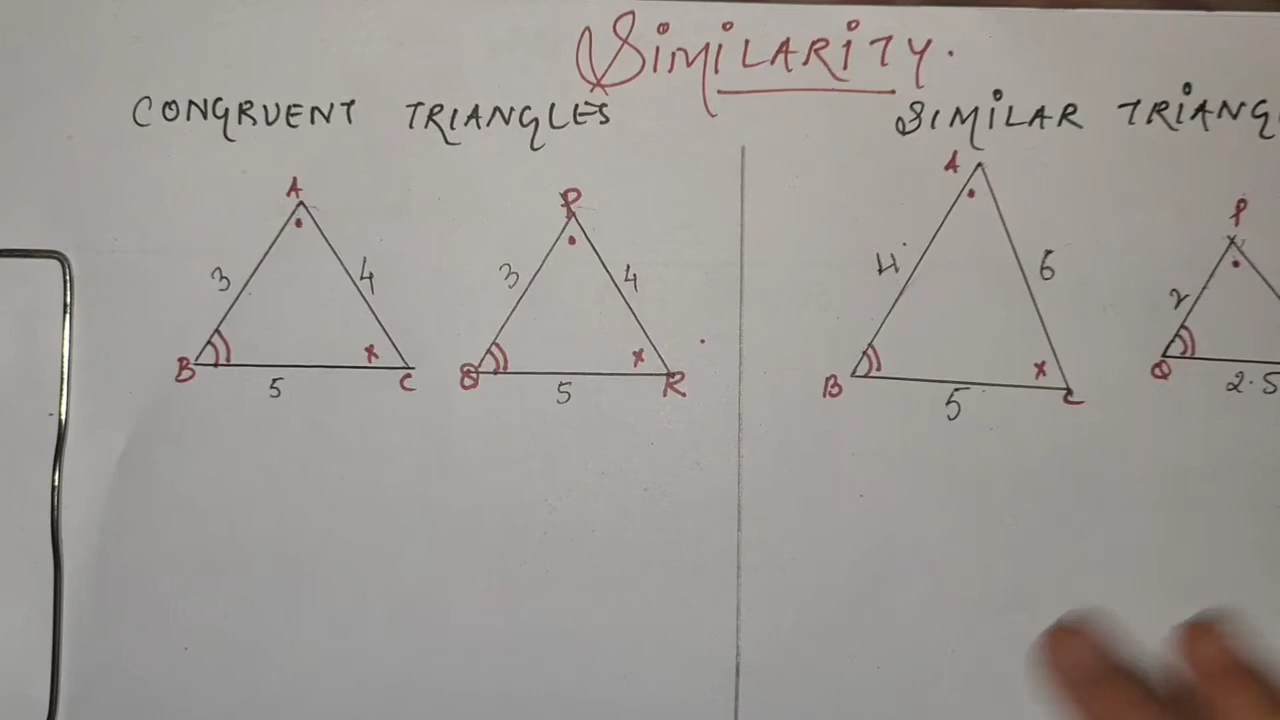 SIMILARITY.
CONGRUENT TRIANGLES
SIMILAR TRIANG
A
P
A
P
3
4
3
4
4
6
2
B
5
C
Q
5
R
B
5
C
Q
2.5